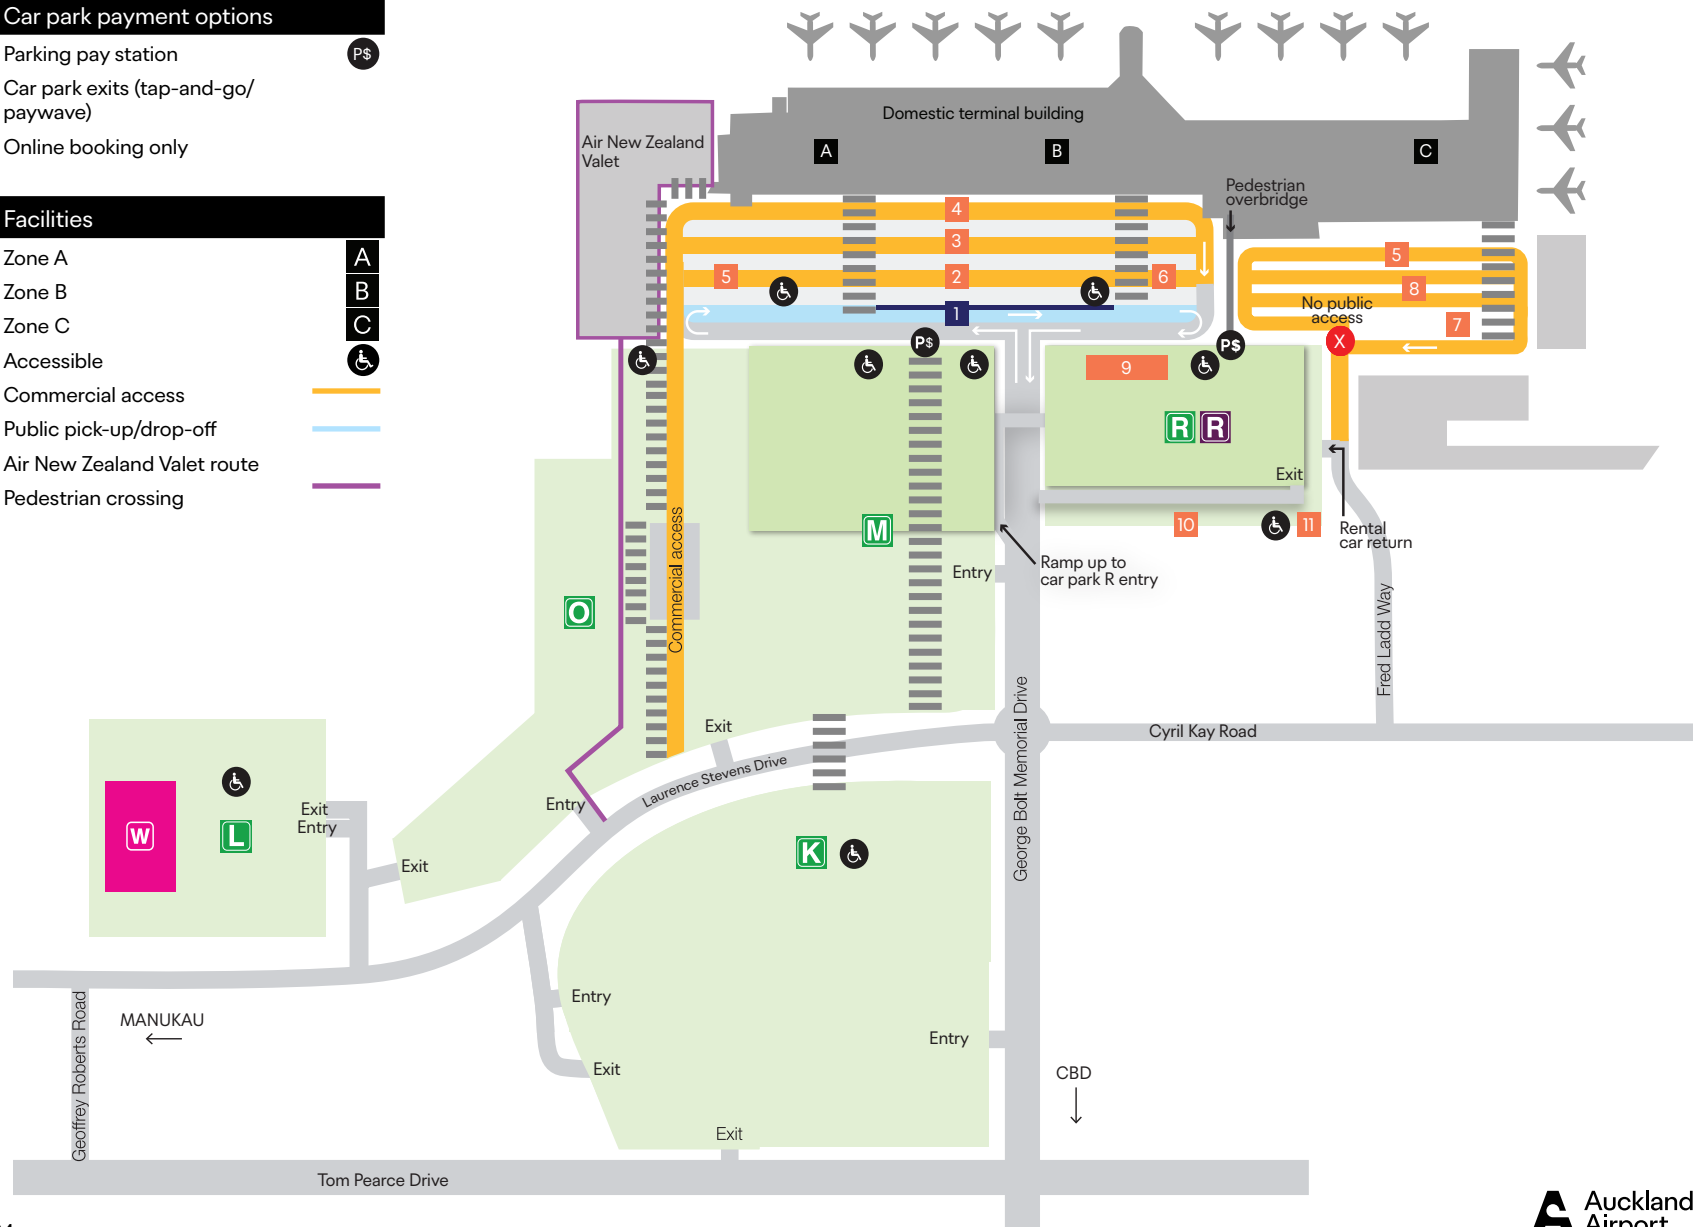 Car park payment options
Parking pay station P$
Car park exits (tap-and-go/
paywave)
Online booking only
Facilities
Zone A A
Zone B B
Zone C C
Accessible
Commercial access
Public pick-up/drop-off
Air New Zealand Valet route
Pedestrian crossing
Domestic terminal building
A
B
C
Air New Zealand
Valet
Pedestrian
overbridge
4
3
5
2
6
1
5
8
7
No public
access
X
P$
P$
9
R R
Exit
10
11
Rental
car return
M
Ramp up to
car park R entry
Entry
Commercial access
O
Fred Ladd Way
George Bolt Memorial Drive
Cyril Kay Road
Exit
Laurence Stevens Drive
Entry
W
L
Exit
Entry
Exit
K
Entry
Exit
Entry
MANUKAU
Geoffrey Roberts Road
CBD
Exit
Tom Pearce Drive
Auckland
Airport